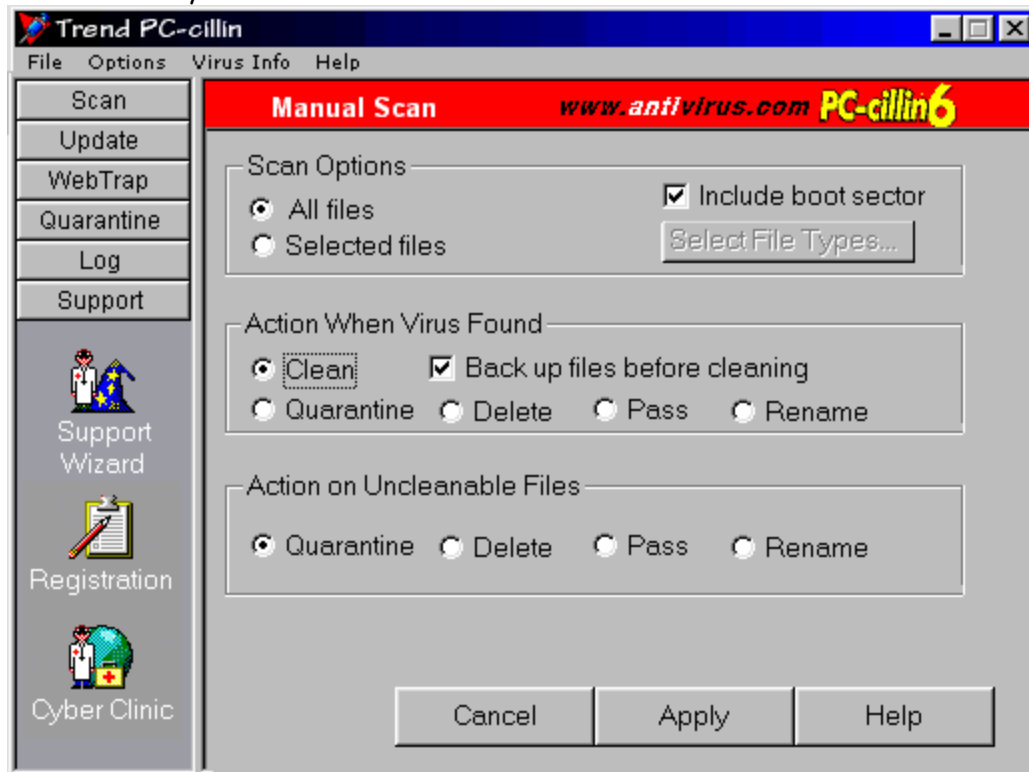 Trend PC-cillin
File Options Virus Info Help
Scan
Update
WebTrap
Quarantine
Log
Support
Support
Wizard
Registration
Cyber Clinic
Manual Scan www.antivirus.com PC-cillin 6
Scan Options
All files Include boot sector
Selected files Select File Types...
Action When Virus Found
Clean Back up files before cleaning
Quarantine Delete Pass Rename
Action on Uncleanable Files
Quarantine Delete Pass Rename
Cancel Apply Help